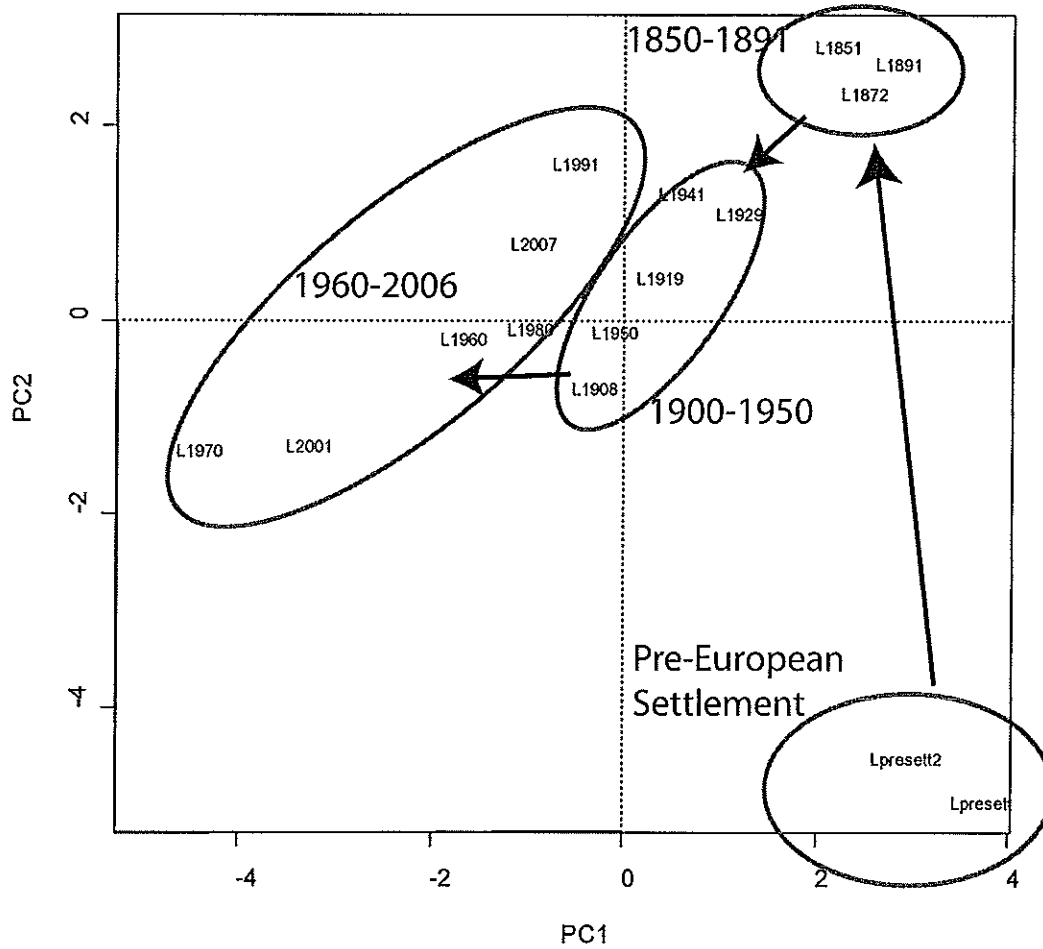 1850-1891
L1851
L1891
L1872
2
L1991
L1941
L1929
L2007
1960-2006
L1919
0
L1960
L1980
L1950
L1908
1900-1950
PC2
L1970
L2001
-2
Pre-European
Settlement
-4
Lpresett2
Lpresett
-4
-2
0
2
4
PC1